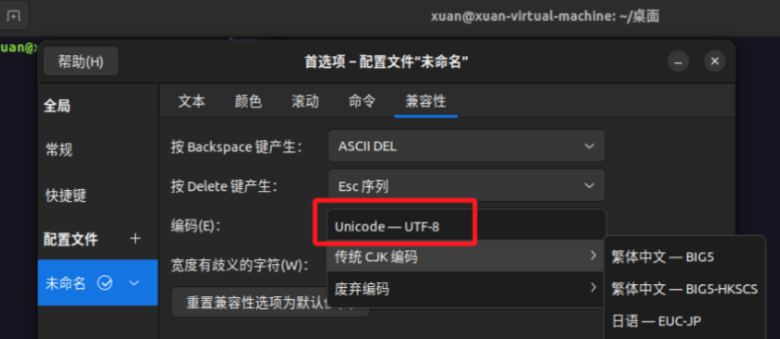 xuan@xuan-virtual-machine: ~/桌面
xuan@x
帮助(H)
首选项 – 配置文件“未命名”
全局
文本 颜色 滚动 命令 兼容性
常规
按 Backspace 键产生: ASCII DEL
快捷键
按 Delete 键产生: Esc 序列
编码(E): Unicode — UTF-8
配置文件 +
宽度有歧义的字符(W): 传统 CJK 编码
繁体中文 — BIG5
未命名
重置兼容性选项为默认 废弃编码
繁体中文 — BIG5-HKSCS
日语 — EUC-JP